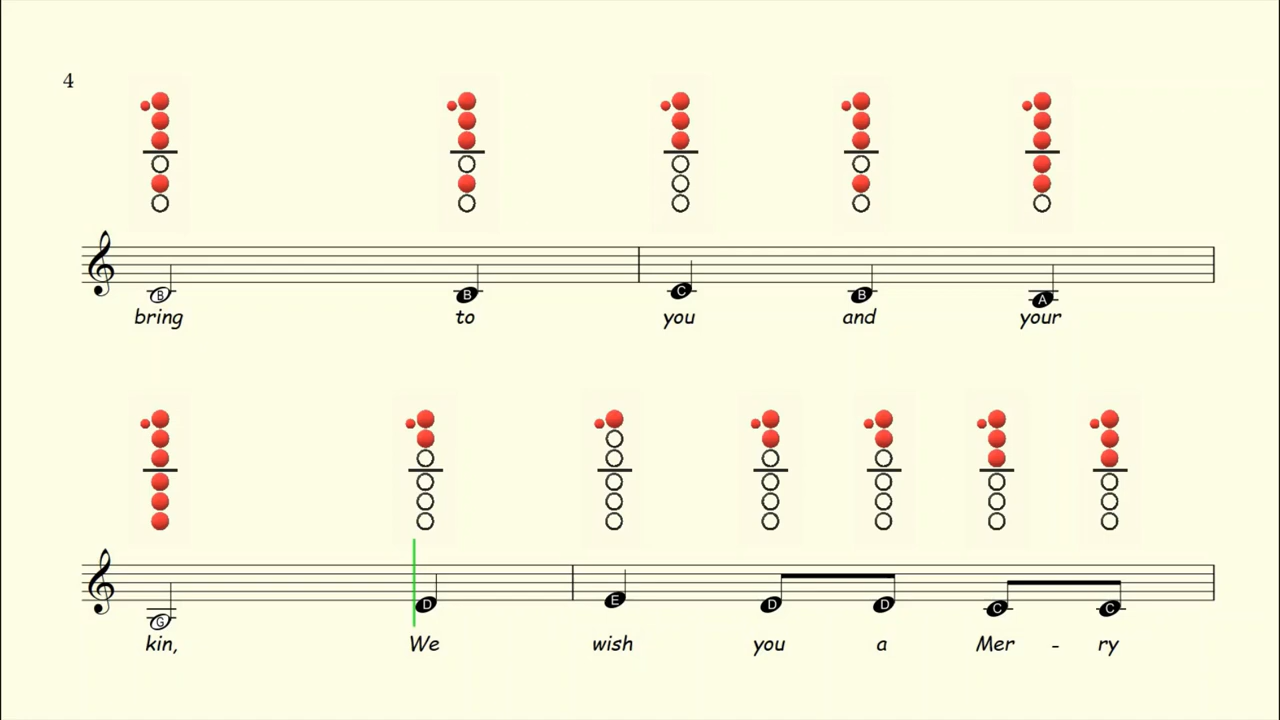 4
B B C B A
bring to you and your
G D E D D C C
kin, We wish you a Mer - ry